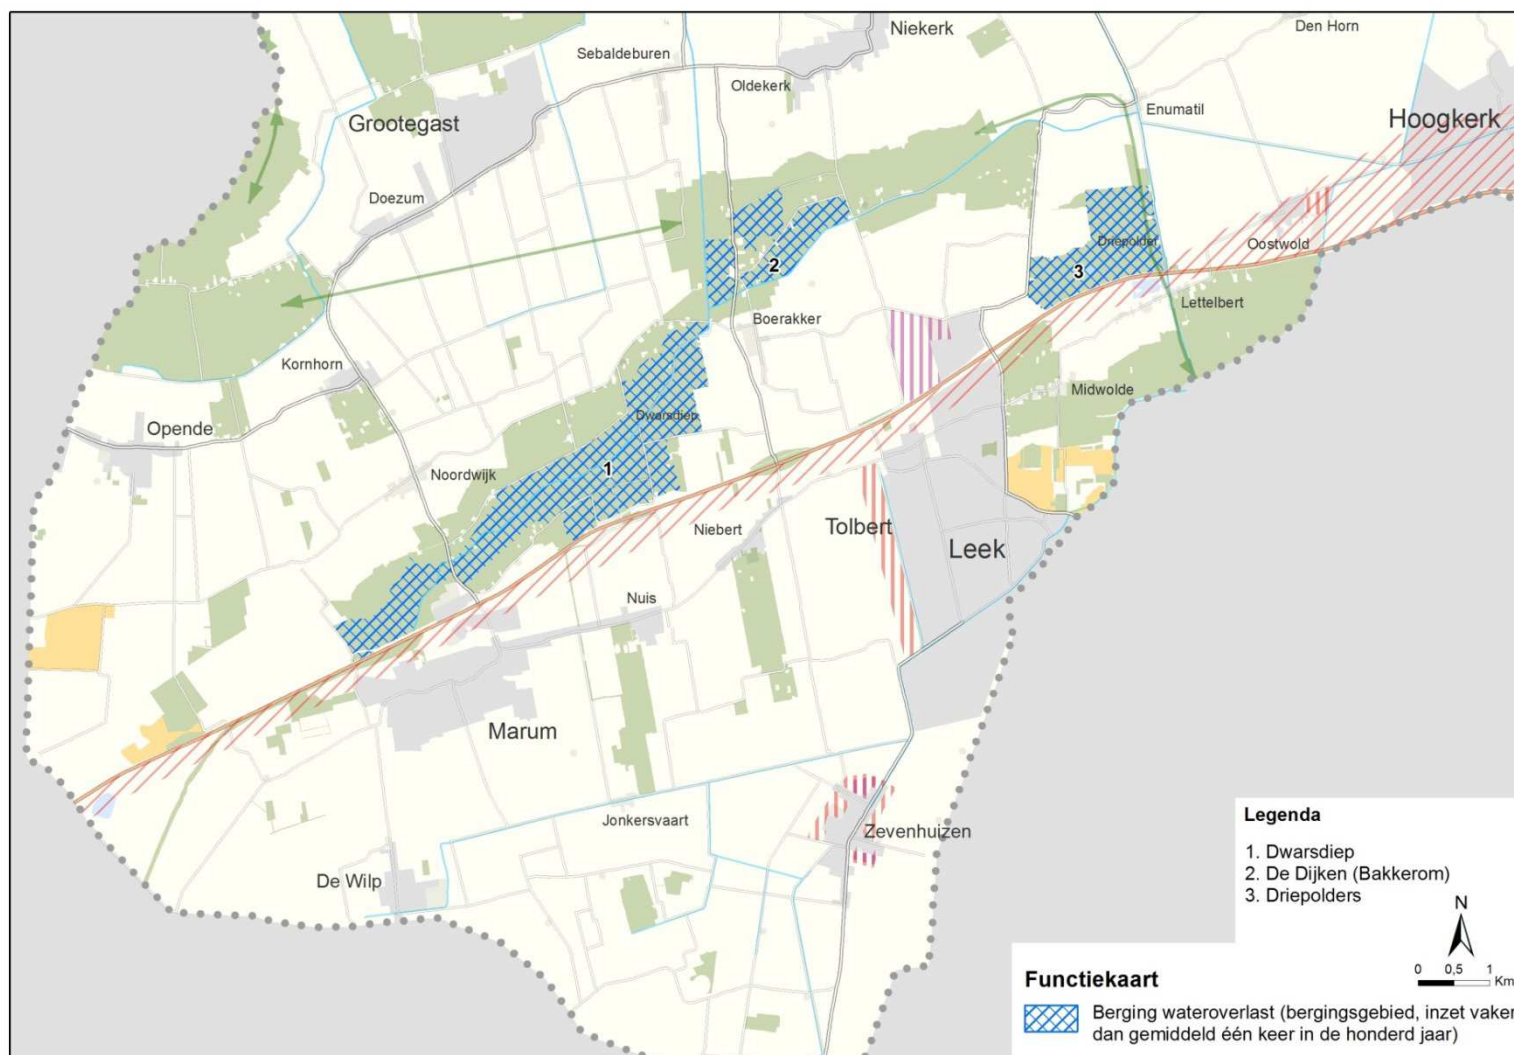 Den Horn
Niekerk
Sebaldeburen
Oldekerk
Enumatil
Hoogkerk
Grootegast
Doezum
Driepolder
Oostwold
2
3
Lettelbert
Boerakker
Kornhorn
Midwolde
Dwarsdiep
Opende
Noordwijk
1
Niebert
Tolbert
Leek
Nuis
Marum
Jonkersvaart
Zevenhuizen
De Wilp
Legenda
1. Dwarsdiep
2. De Dijken (Bakkerom)
3. Driepolders
N
0 0,5 1
Km
Functiekaart
Berging wateroverlast (bergingsgebied, inzet vaker
dan gemiddeld één keer in de honderd jaar)